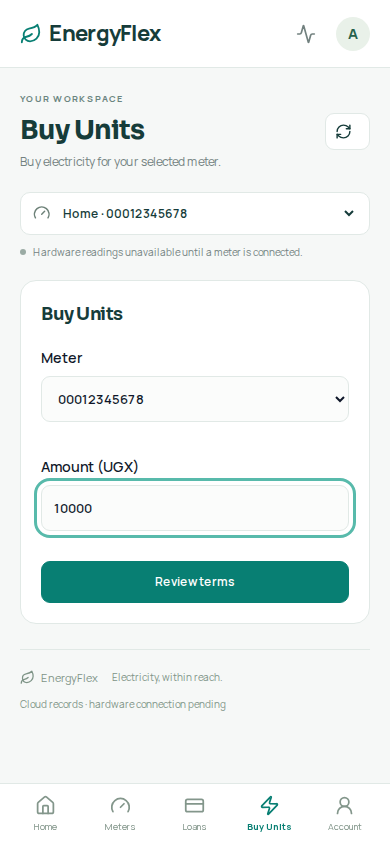 EnergyFlex
A
YOUR WORKSPACE
Buy Units
Buy electricity for your selected meter.
Home · 00012345678
Hardware readings unavailable until a meter is connected.
Buy Units
Meter
00012345678
Amount (UGX)
10000
Review terms
EnergyFlex Electricity, within reach.
Cloud records · hardware connection pending
Home Meters Loans Buy Units Account